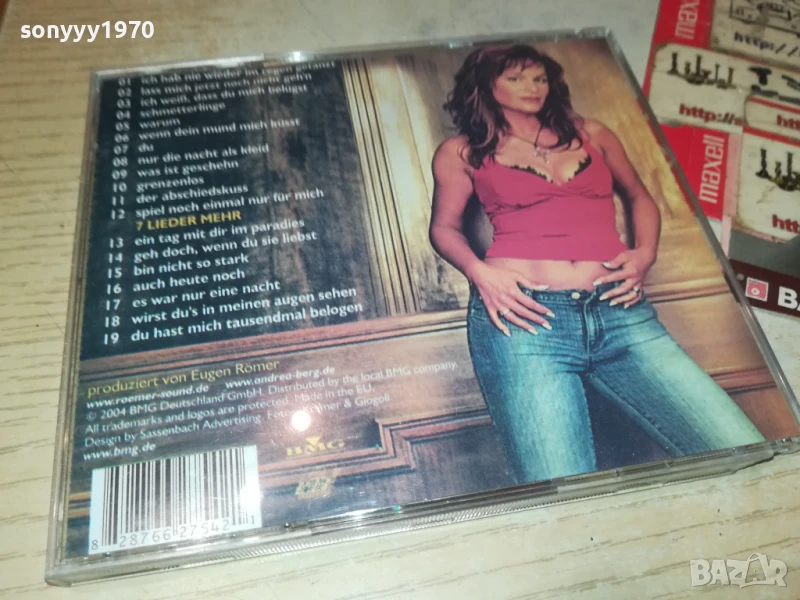 sonyyy1970
01 ich hab nie wieder im regen getanzt
02 lass mich jetzt noch nicht gehn
03 ich weiß, dass du mich belügst
04 schmetterlinge
05 warum
06 wenn dein mund mich küsst
07 du
08 nur die nacht als kleid
09 was ist geschehn
10 grenzenlos
11 der abschiedskuss
12 spiel noch einmal nur für mich
7 LIEDER MEHR
13 ein tag mit dir im paradies
14 geh doch, wenn du sie liebst
15 bin nicht so stark
16 auch heute noch
17 es war nur eine nacht
18 wirst du's in meinen augen sehen
19 du hast mich tausendmal belogen
produziert von Eugen Römer
www.roemer-sound.de www.andrea-berg.de
© 2004 BMG Deutschland GmbH. Distributed by the local BMG company.
All trademarks and logos are protected. Made in the EU. & Giogoli
Design by Sassenbach Advertising.
www.bmg.de
BMG
8 28766 27542 1
maxell
http://
http://s
maxell
BA
BAZAR